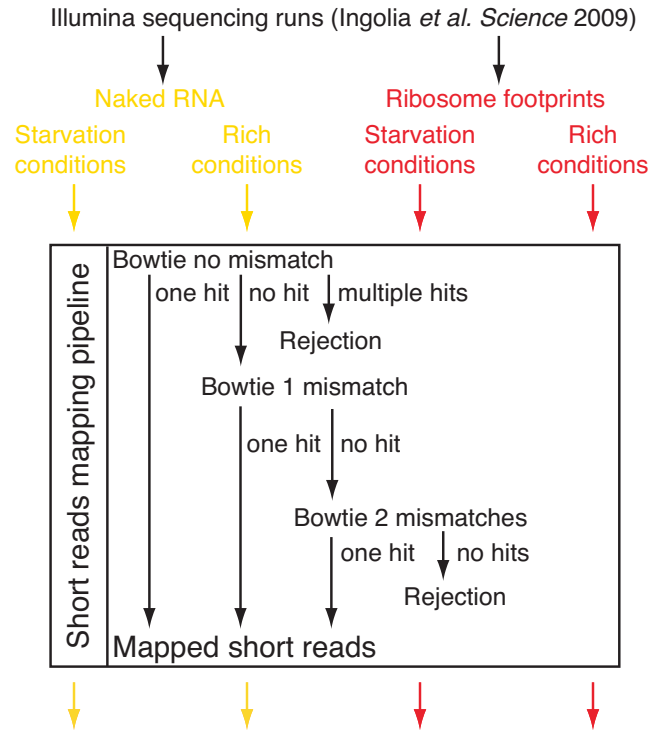 Illumina sequencing runs (Ingolia et al. Science 2009)
Naked RNA
Ribosome footprints
Starvation conditions
Rich conditions
Starvation conditions
Rich conditions
Short reads mapping pipeline
Bowtie no mismatch
one hit
no hit
multiple hits
Rejection
Bowtie 1 mismatch
one hit
no hit
Bowtie 2 mismatches
one hit
no hits
Rejection
Mapped short reads